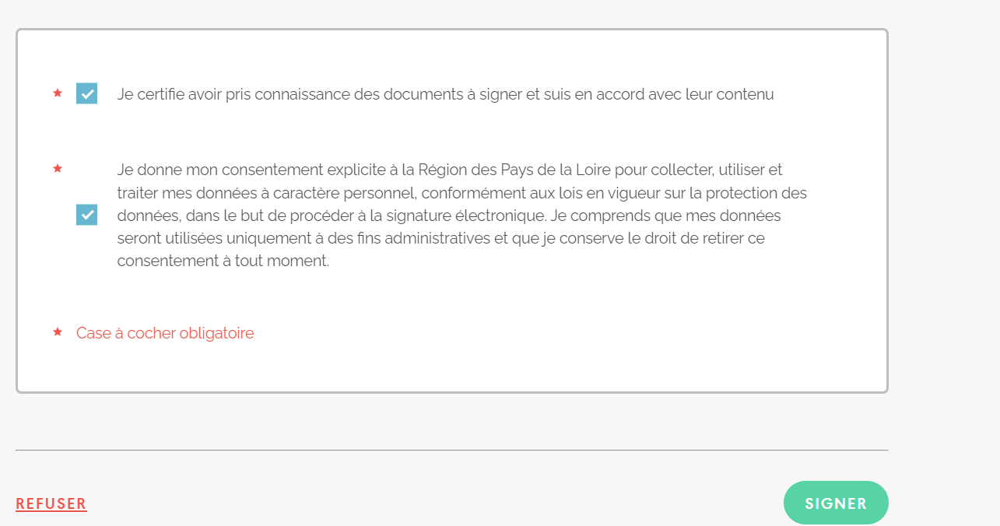 Je certifie avoir pris connaissance des documents à signer et suis en accord avec leur contenu
Je donne mon consentement explicite à la Région des Pays de la Loire pour collecter, utiliser et
traiter mes données à caractère personnel, conformément aux lois en vigueur sur la protection des
données, dans le but de procéder à la signature électronique. Je comprends que mes données
seront utilisées uniquement à des fins administratives et que je conserve le droit de retirer ce
consentement à tout moment.
Case à cocher obligatoire
REFUSER
SIGNER